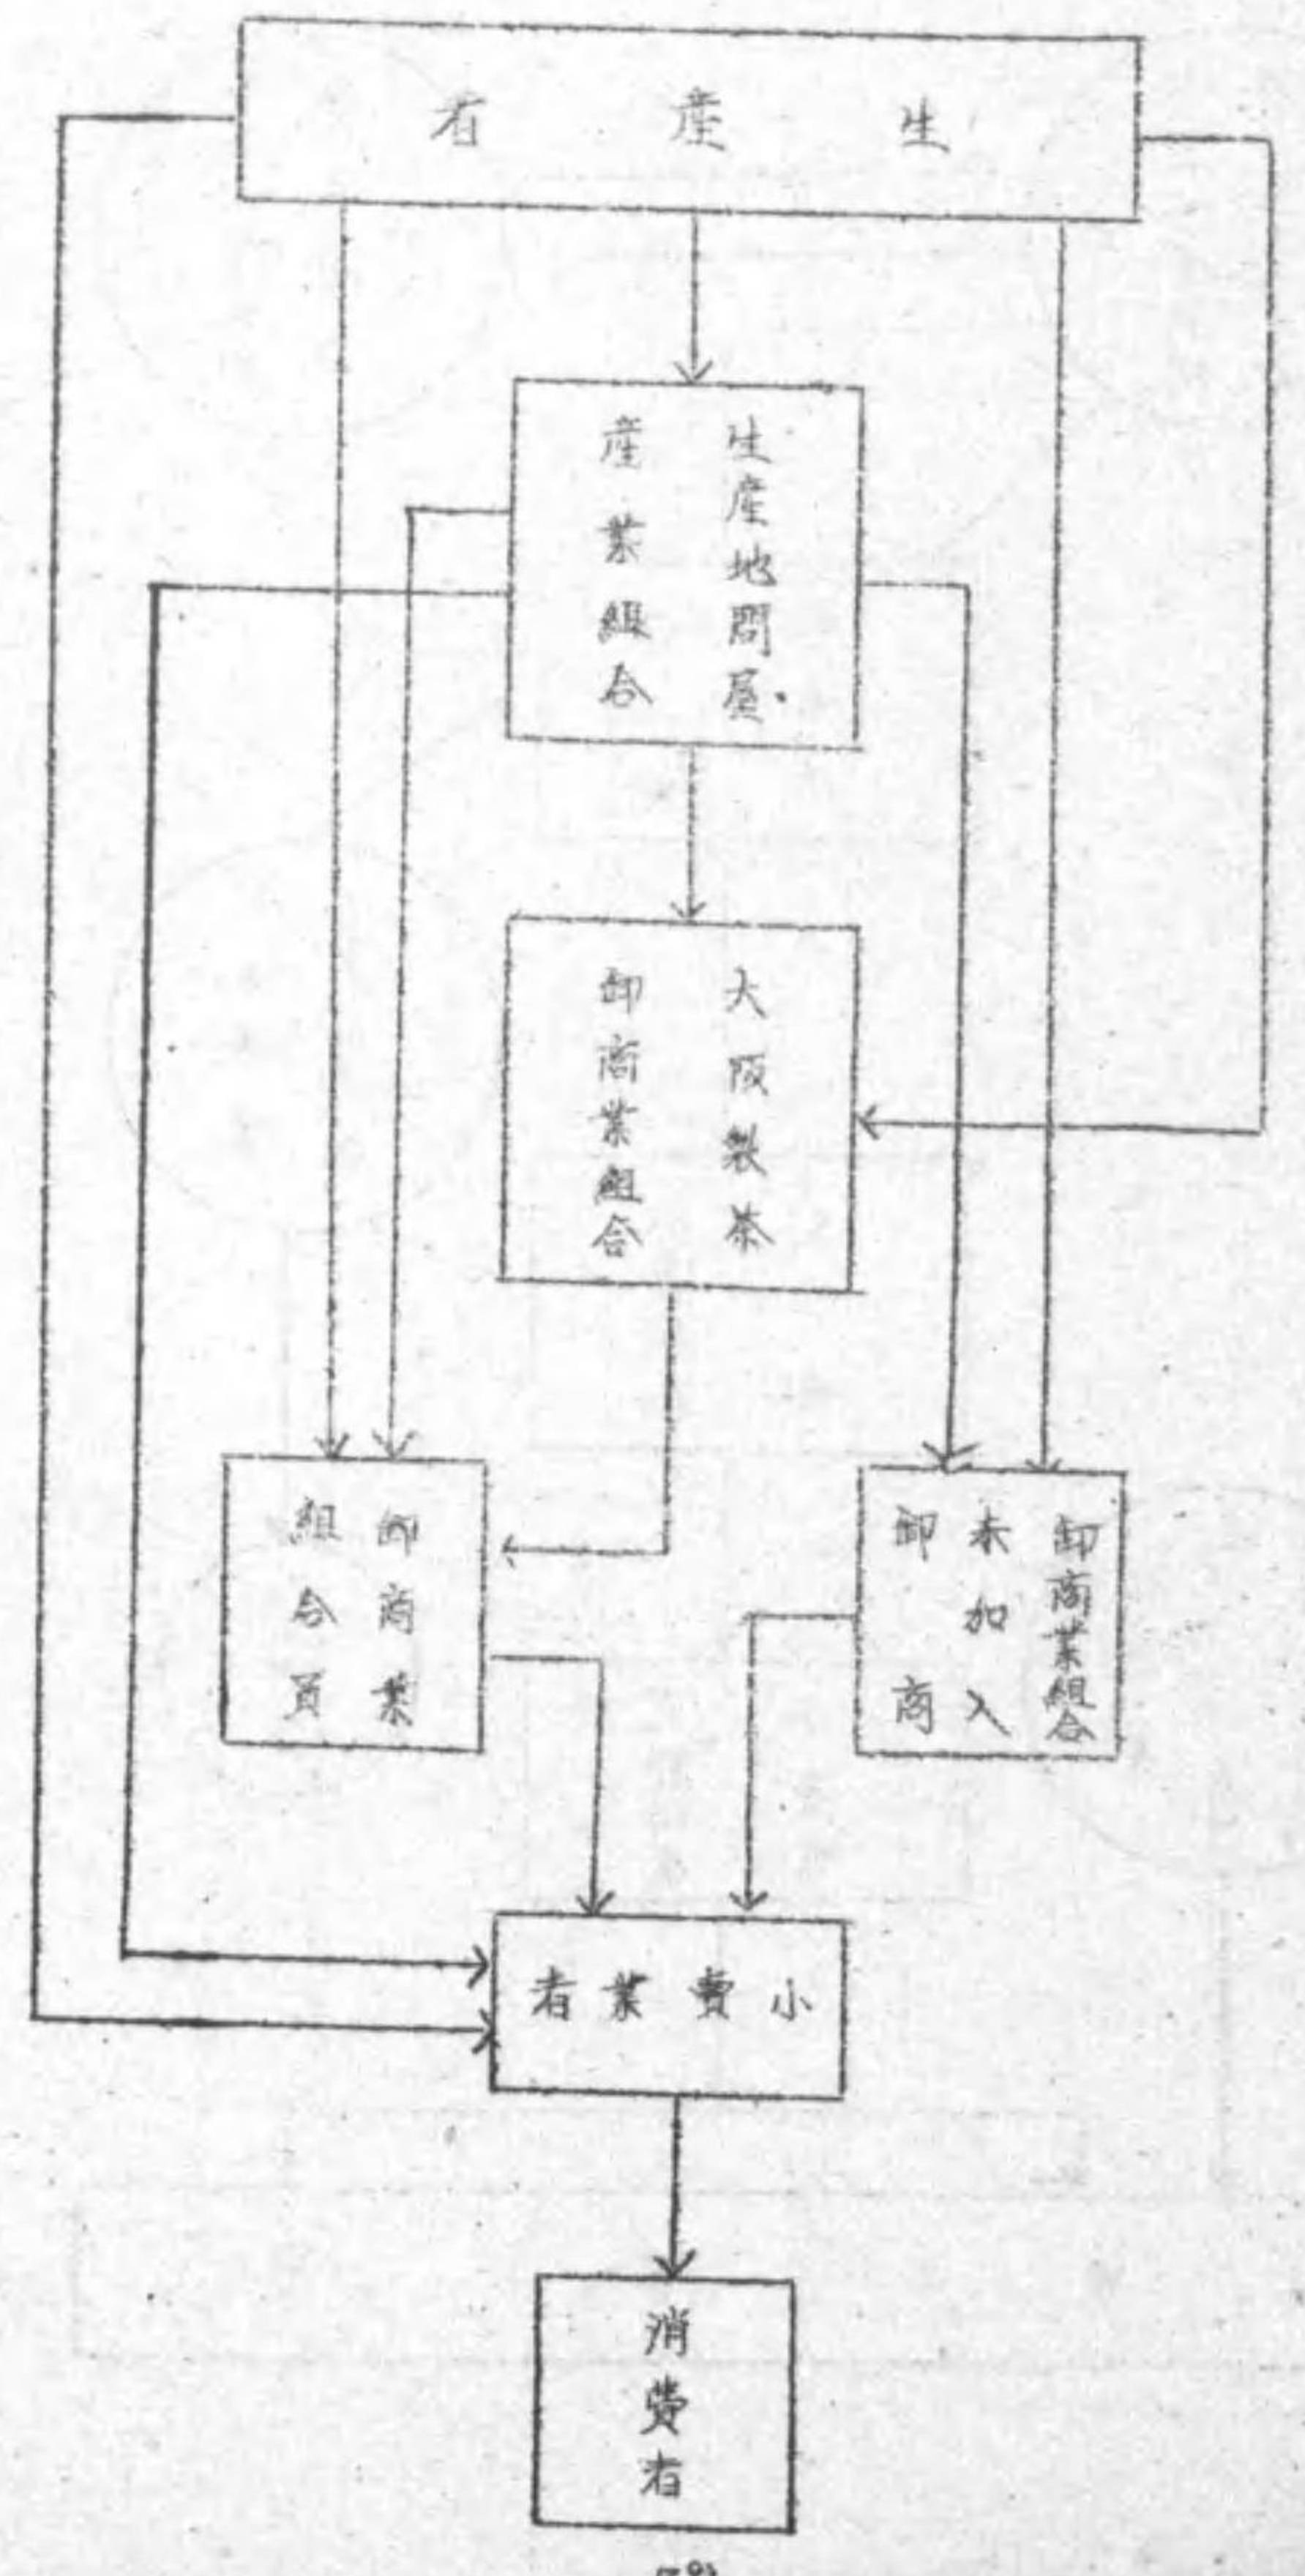 生産者
生産地問屋.
産業組合
大阪製茶
卸商業組合
卸商業組合
未加入
卸商
卸商業
組合員
小賣業者
消費者